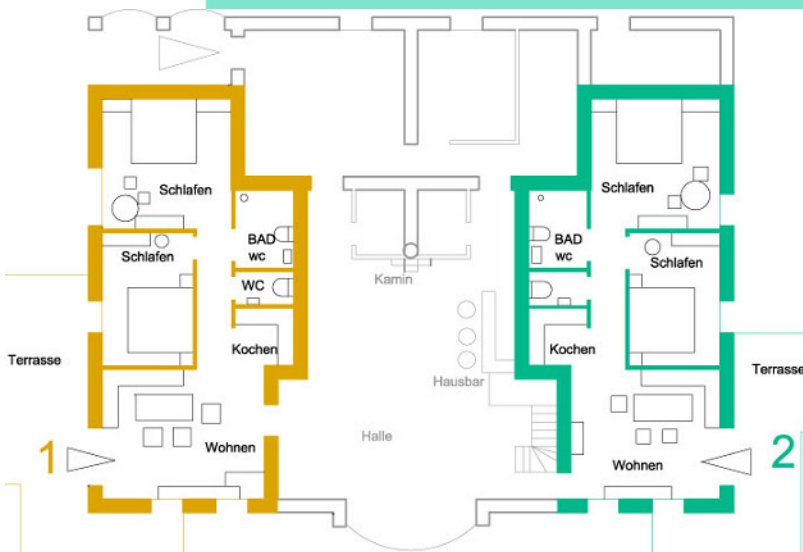 Schlafen
BAD
wc
Schlafen
WC
Kochen
Terrasse
Wohnen
1
Kamin
Hausbar
Halle
Schlafen
BAD
wc
Schlafen
Kochen
Terrasse
Wohnen
2